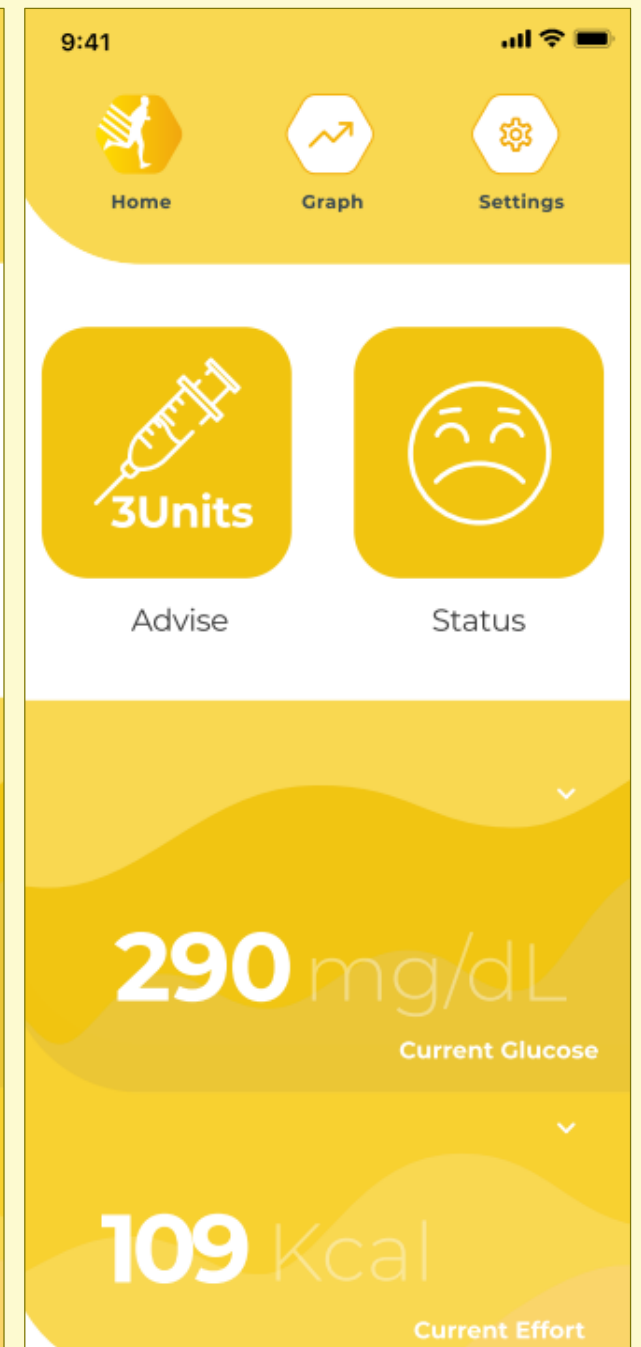 9:41
Home Graph Settings
3Units
Advise Status
290 mg/dL
Current Glucose
109 Kcal
Current Effort